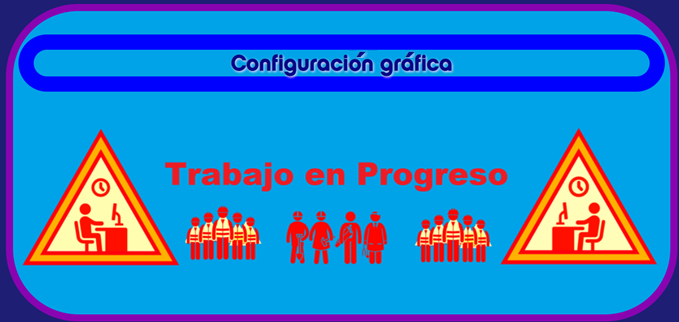 Configuración gráfica
Trabajo en Progreso